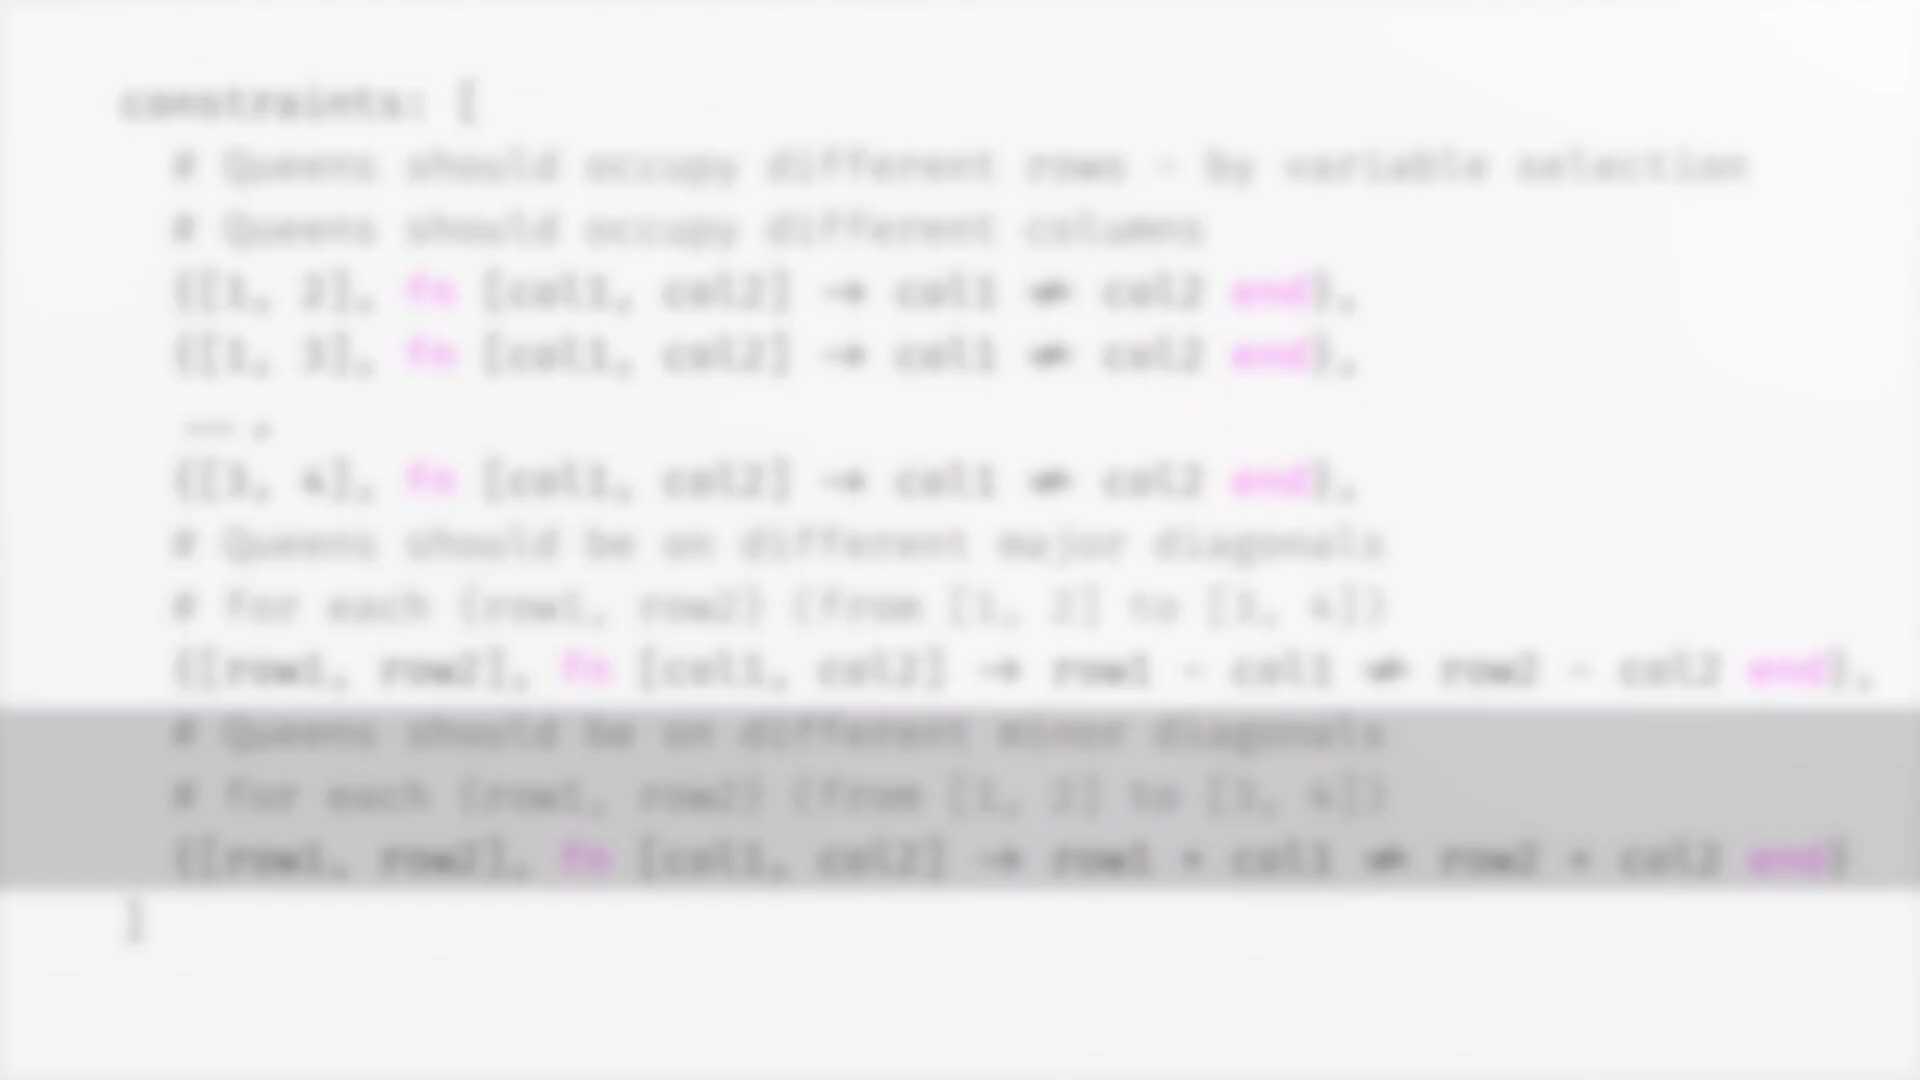 constraints: [
# Queens should occupy different rows - by variable selection
# Queens should occupy different columns
{[1, 2], fn [col1, col2] -> col1 != col2 end},
{[1, 3], fn [col1, col2] -> col1 != col2 end},
...,
{[3, 4], fn [col1, col2] -> col1 != col2 end},
# Queens should be on different major diagonals
# for each {row1, row2} (from [1, 2] to [3, 4])
{[row1, row2], fn [col1, col2] -> row1 - col1 != row2 - col2 end},
# Queens should be on different minor diagonals
# for each {row1, row2} (from [1, 2] to [3, 4])
{[row1, row2], fn [col1, col2] -> row1 + col1 != row2 + col2 end}
]